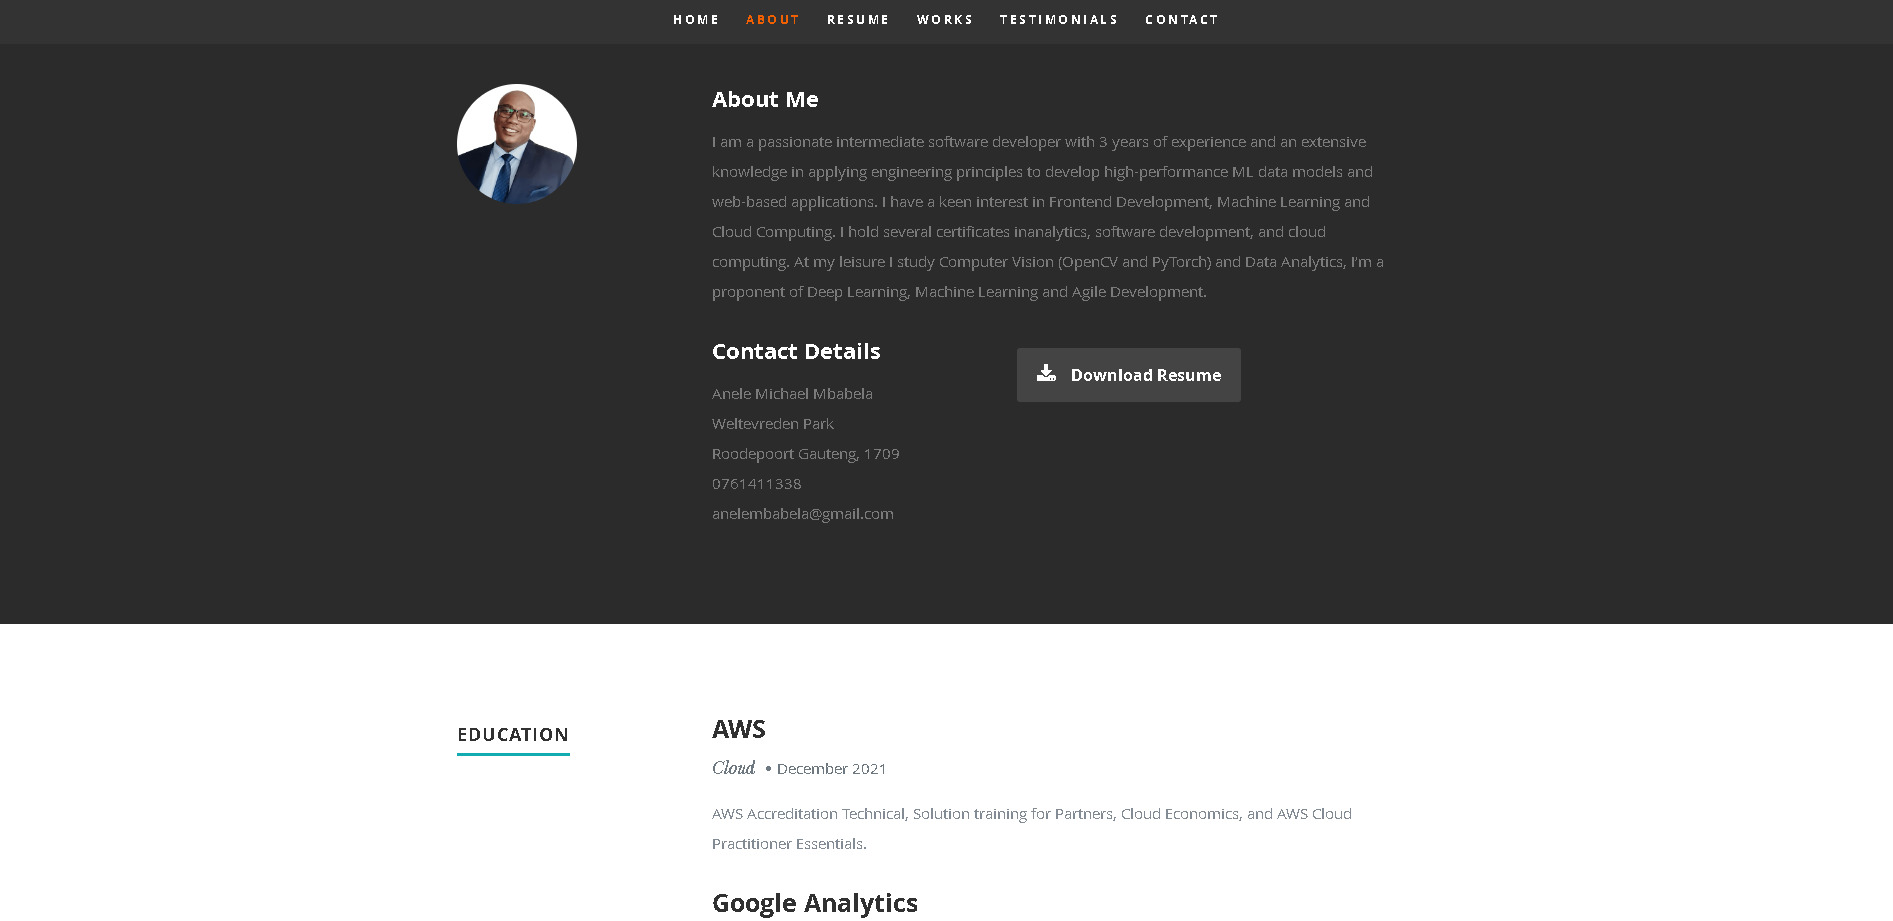 HOME ABOUT RESUME WORKS TESTIMONIALS CONTACT
About Me
I am a passionate intermediate software developer with 3 years of experience and an extensive
knowledge in applying engineering principles to develop high-performance ML data models and
web-based applications. I have a keen interest in Frontend Development, Machine Learning and
Cloud Computing. I hold several certificates inanalytics, software development, and cloud
computing. At my leisure I study Computer Vision (OpenCV and PyTorch) and Data Analytics, I'm a
proponent of Deep Learning, Machine Learning and Agile Development.
Contact Details
Download Resume
Anele Michael Mbabela
Weltevreden Park
Roodepoort Gauteng, 1709
0761411338
anelembabela@gmail.com
EDUCATION
AWS
Cloud • December 2021
AWS Accreditation Technical, Solution training for Partners, Cloud Economics, and AWS Cloud
Practitioner Essentials.
Google Analytics